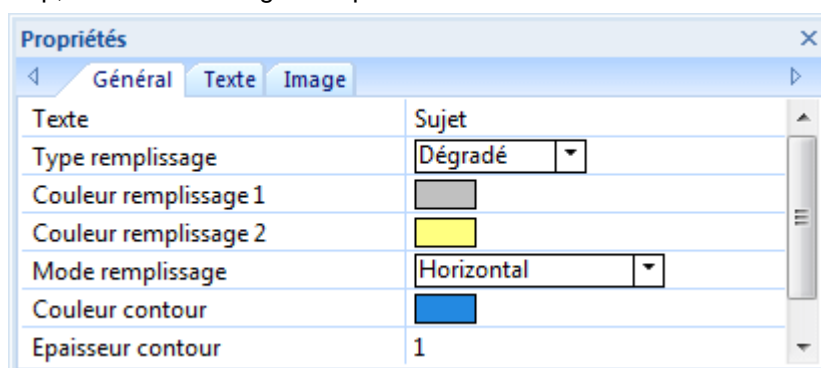 Propriétés
Général Texte Image
Texte Sujet
Type remplissage Dégradé
Couleur remplissage 1
Couleur remplissage 2
Mode remplissage Horizontal
Couleur contour
Epaisseur contour 1